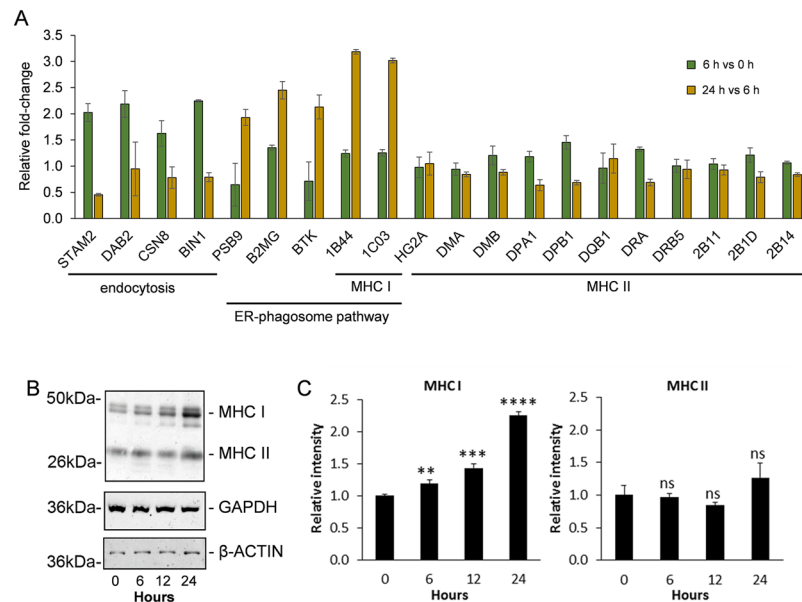 A
Relative fold-change
3.5
3.0
2.5
2.0
1.5
1.0
0.5
0.0
6 h vs 0 h
24 h vs 6 h
STAM2 DAB2 CSN8 BIN1 PSB9 B2MG BTK 1B44 1C03 HG2A DMA DMB DPA1 DPB1 DQB1 DRA DRB5 2B11 2B1D 2B14
endocytosis MHC I MHC II
ER-phagosome pathway
B
50kDa-
- MHC I
- MHC II
26kDa-
36kDa-
- GAPDH
36kDa-
- β-ACTIN
0 6 12 24
Hours
C
MHC I
Relative intensity
2.5
2.0
1.5
1.0
0.5
0.0
** *** ****
0 6 12 24
Hours
MHC II
Relative intensity
2.5
2.0
1.5
1.0
0.5
0.0
ns ns ns
0 6 12 24
Hours